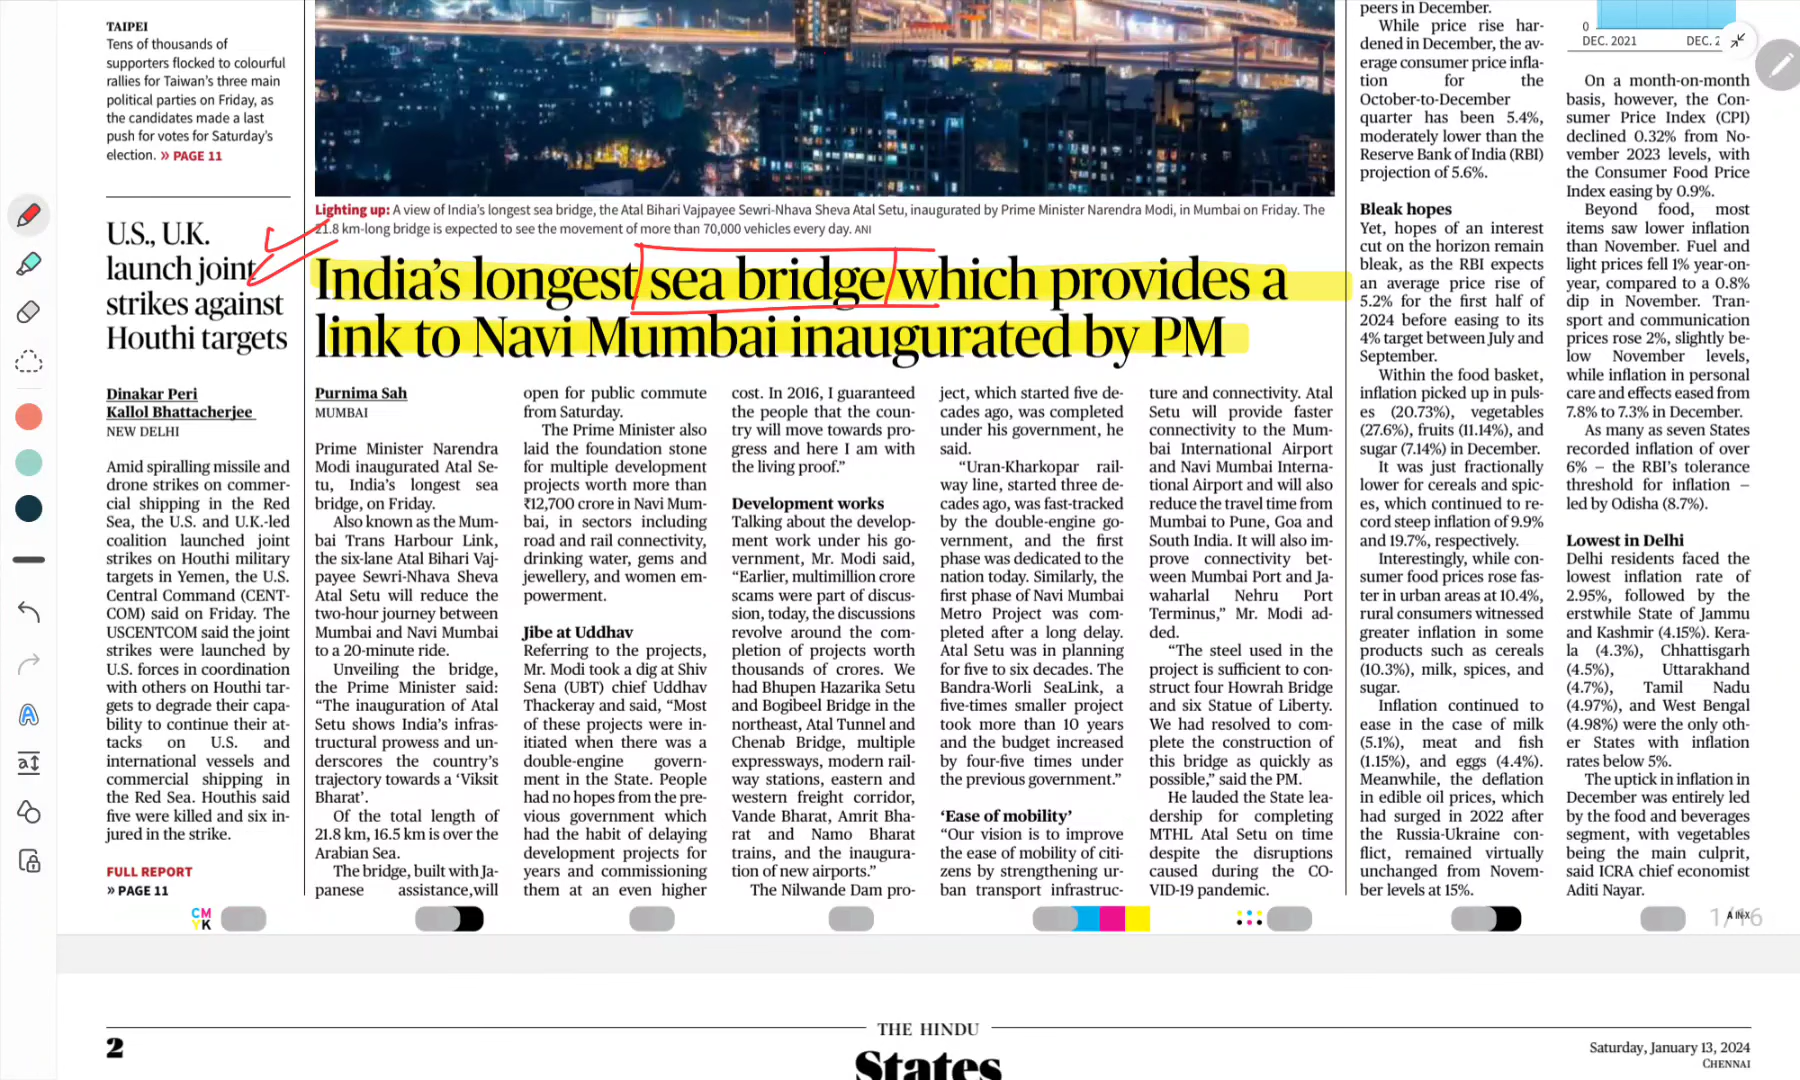 TAIPEI
Tens of thousands of
supporters flocked to colourful
rallies for Taiwan's three main
political parties on Friday, as
the candidates made a last
push for votes for Saturday's
election. » PAGE 11
U.S., U.K.
launch joint
strikes against
Houthi targets
Dinakar Peri
Kallol Bhattacherjee
NEW DELHI
Amid spiralling missile and
drone strikes on commer-
cial shipping in the Red
Sea, the U.S. and U.K.-led
coalition launched joint
strikes on Houthi military
targets in Yemen, the U.S.
Central Command (CENT-
COM) said on Friday. The
USCENTCOM said the joint
strikes were launched by
U.S. forces in coordination
with others on Houthi tar-
gets to degrade their capa-
bility to continue their at-
tacks on U.S. and
international vessels and
commercial shipping in
the Red Sea. Houthis said
five were killed and six in-
jured in the strike.
FULL REPORT
» PAGE 11
Lighting up: A view of India's longest sea bridge, the Atal Bihari Vajpayee Sewri-Nhava Sheva Atal Setu, inaugurated by Prime Minister Narendra Modi, in Mumbai on Friday. The
21.8 km-long bridge is expected to see the movement of more than 70,000 vehicles every day. ANI
India's longest sea bridge which provides a
link to Navi Mumbai inaugurated by PM
Purnima Sah
MUMBAI
Prime Minister Narendra
Modi inaugurated Atal Se-
tu, India's longest sea
bridge, on Friday.
Also known as the Mum-
bai Trans Harbour Link,
the six-lane Atal Bihari Vaj-
payee Sewri-Nhava Sheva
Atal Setu will reduce the
two-hour journey between
Mumbai and Navi Mumbai
to a 20-minute ride.
Unveiling the bridge,
the Prime Minister said:
"The inauguration of Atal
Setu shows India's infras-
tructural prowess and un-
derscores the country's
trajectory towards a 'Viksit
Bharat'.
Of the total length of
21.8 km, 16.5 km is over the
Arabian Sea.
The bridge, built with Ja-
panese assistance,will
open for public commute
from Saturday.
The Prime Minister also
laid the foundation stone
for multiple development
projects worth more than
₹12,700 crore in Navi Mum-
bai, in sectors including
road and rail connectivity,
drinking water, gems and
jewellery, and women em-
powerment.
Jibe at Uddhav
Referring to the projects,
Mr. Modi took a dig at Shiv
Sena (UBT) chief Uddhav
Thackeray and said, "Most
of these projects were in-
itiated when there was a
double-engine govern-
ment in the State. People
had no hopes from the pre-
vious government which
had the habit of delaying
development projects for
years and commissioning
them at an even higher
cost. In 2016, I guaranteed
the people that the coun-
try will move towards pro-
gress and here I am with
the living proof."
Development works
Talking about the develop-
ment work under his go-
vernment, Mr. Modi said,
"Earlier, multimillion crore
scams were part of discus-
sion, today, the discussions
revolve around the com-
pletion of projects worth
thousands of crores. We
had Bhupen Hazarika Setu
and Bogibeel Bridge in the
northeast, Atal Tunnel and
Chenab Bridge, multiple
expressways, modern rail-
way stations, eastern and
western freight corridor,
Vande Bharat, Amrit Bha-
rat and Namo Bharat
trains, and the inaugura-
tion of new airports."
The Nilwande Dam pro-
ject, which started five de-
cades ago, was completed
under his government, he
said.
"Uran-Kharkopar rail-
way line, started three de-
cades ago, was fast-tracked
by the double-engine go-
vernment, and the first
phase was dedicated to the
nation today. Similarly, the
first phase of Navi Mumbai
Metro Project was com-
pleted after a long delay.
Atal Setu was in planning
for five to six decades. The
Bandra-Worli SeaLink, a
five-times smaller project
took more than 10 years
and the budget increased
by four-five times under
the previous government."
'Ease of mobility'
"Our vision is to improve
the ease of mobility of citi-
zens by strengthening ur-
ban transport infrastruc-
ture and connectivity. Atal
Setu will provide faster
connectivity to the Mum-
bai International Airport
and Navi Mumbai Interna-
tional Airport and will also
reduce the travel time from
Mumbai to Pune, Goa and
South India. It will also im-
prove connectivity bet-
ween Mumbai Port and Ja-
waharlal Nehru Port
Terminus," Mr. Modi ad-
ded.
"The steel used in the
project is sufficient to con-
struct four Howrah Bridge
and six Statue of Liberty.
We had resolved to com-
plete the construction of
this bridge as quickly as
possible," said the PM.
He lauded the State lea-
dership for completing
MTHL Atal Setu on time
despite the disruptions
caused during the CO-
VID-19 pandemic.
peers in December.
While price rise har-
dened in December, the av-
erage consumer price infla-
tion for the
October-to-December
quarter has been 5.4%,
moderately lower than the
Reserve Bank of India (RBI)
projection of 5.6%.
Bleak hopes
Yet, hopes of an interest
cut on the horizon remain
bleak, as the RBI expects
an average price rise of
5.2% for the first half of
2024 before easing to its
4% target between July and
September.
Within the food basket,
inflation picked up in puls-
es (20.73%), vegetables
(27.6%), fruits (11.14%), and
sugar (7.14%) in December.
It was just fractionally
lower for cereals and spic-
es, which continued to re-
cord steep inflation of 9.9%
and 19.7%, respectively.
Interestingly, while con-
sumer food prices rose fas-
ter in urban areas at 10.4%,
rural consumers witnessed
greater inflation in some
products such as cereals
(10.3%), milk, spices, and
sugar.
Inflation continued to
ease in the case of milk
(5.1%), meat and fish
(1.15%), and eggs (4.4%).
Meanwhile, the deflation
in edible oil prices, which
had surged in 2022 after
the Russia-Ukraine con-
flict, remained virtually
unchanged from Novem-
ber levels at 15%.
0
DEC. 2021 DEC. 2
On a month-on-month
basis, however, the Con-
sumer Price Index (CPI)
declined 0.32% from No-
vember 2023 levels, with
the Consumer Food Price
Index easing by 0.9%.
Beyond food, most
items saw lower inflation
than November. Fuel and
light prices fell 1% year-on-
year, compared to a 0.8%
dip in November. Tran-
sport and communication
prices rose 2%, slightly be-
low November levels,
while inflation in personal
care and effects eased from
7.8% to 7.3% in December.
As many as seven States
recorded inflation of over
6% – the RBI's tolerance
threshold for inflation –
led by Odisha (8.7%).
Lowest in Delhi
Delhi residents faced the
lowest inflation rate of
2.95%, followed by the
erstwhile State of Jammu
and Kashmir (4.15%). Kera-
la (4.3%), Chhattisgarh
(4.5%), Uttarakhand
(4.7%), Tamil Nadu
(4.97%), and West Bengal
(4.98%) were the only oth-
er States with inflation
rates below 5%.
The uptick in inflation in
December was entirely led
by the food and beverages
segment, with vegetables
being the main culprit,
said ICRA chief economist
Aditi Nayar.
CM
YK
1/16
2
THE HINDU
States
Saturday, January 13, 2024
CHENNAI